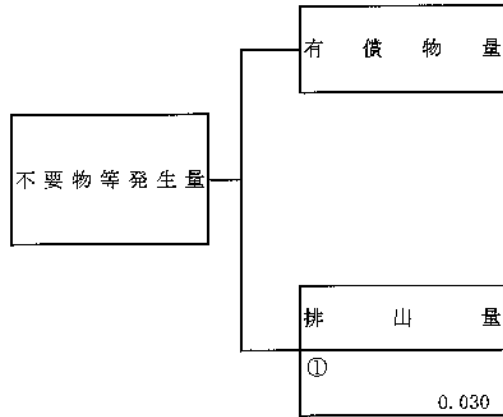 有償物量
不要物等発生量
排出量
①
0.030